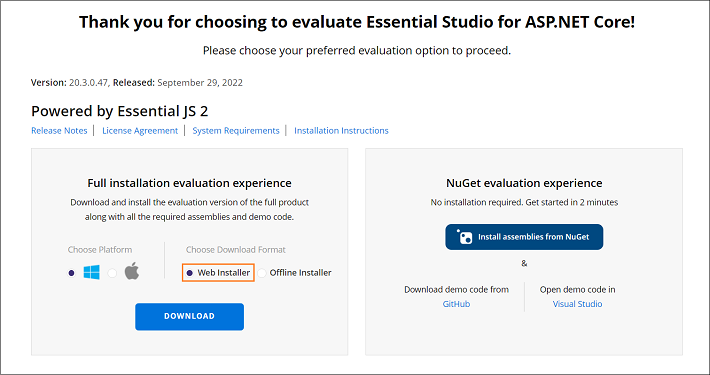 Thank you for choosing to evaluate Essential Studio for ASP.NET Core!
Please choose your preferred evaluation option to proceed.
Version: 20.3.0.47, Released: September 29, 2022
Powered by Essential JS 2
Release Notes | License Agreement | System Requirements | Installation Instructions
Full installation evaluation experience
Download and install the evaluation version of the full product
along with all the required assemblies and demo code.
Choose Platform
Choose Download Format
Web Installer
Offline Installer
DOWNLOAD
NuGet evaluation experience
No installation required. Get started in 2 minutes
Install assemblies from NuGet
&
Download demo code from
GitHub
Open demo code in
Visual Studio